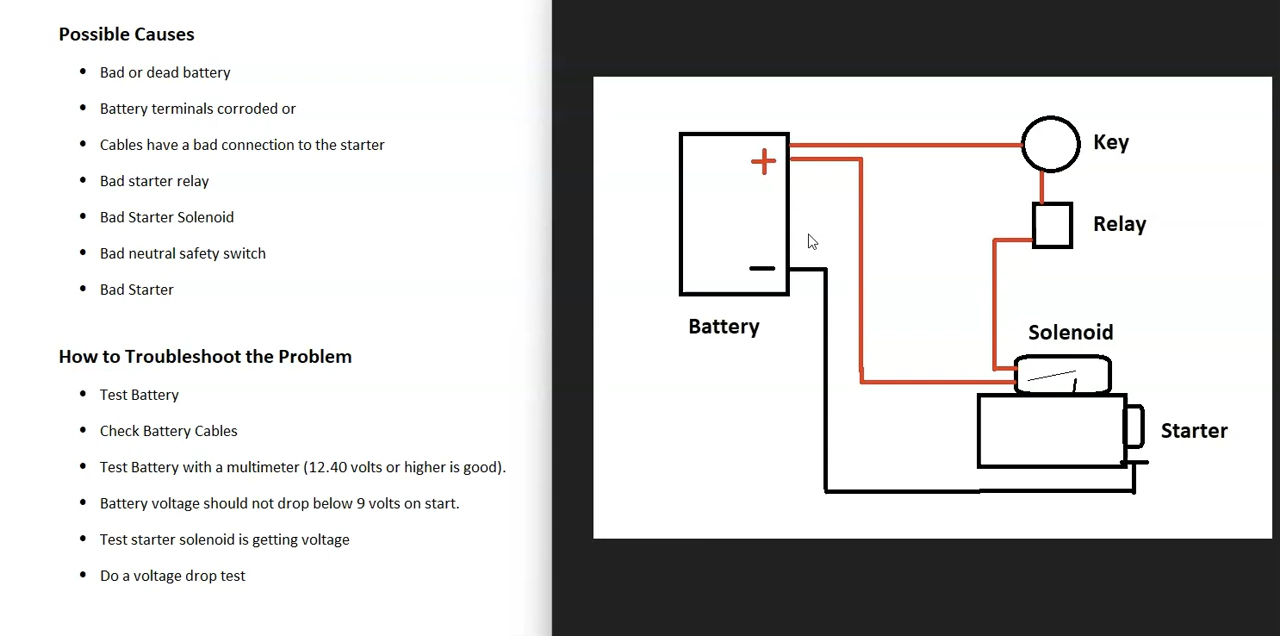 Possible Causes
• Bad or dead battery
• Battery terminals corroded or
• Cables have a bad connection to the starter
• Bad starter relay
• Bad Starter Solenoid
• Bad neutral safety switch
• Bad Starter
How to Troubleshoot the Problem
• Test Battery
• Check Battery Cables
• Test Battery with a multimeter (12.40 volts or higher is good).
• Battery voltage should not drop below 9 volts on start.
• Test starter solenoid is getting voltage
• Do a voltage drop test
+
Key
Relay
—
Battery
Solenoid
Starter